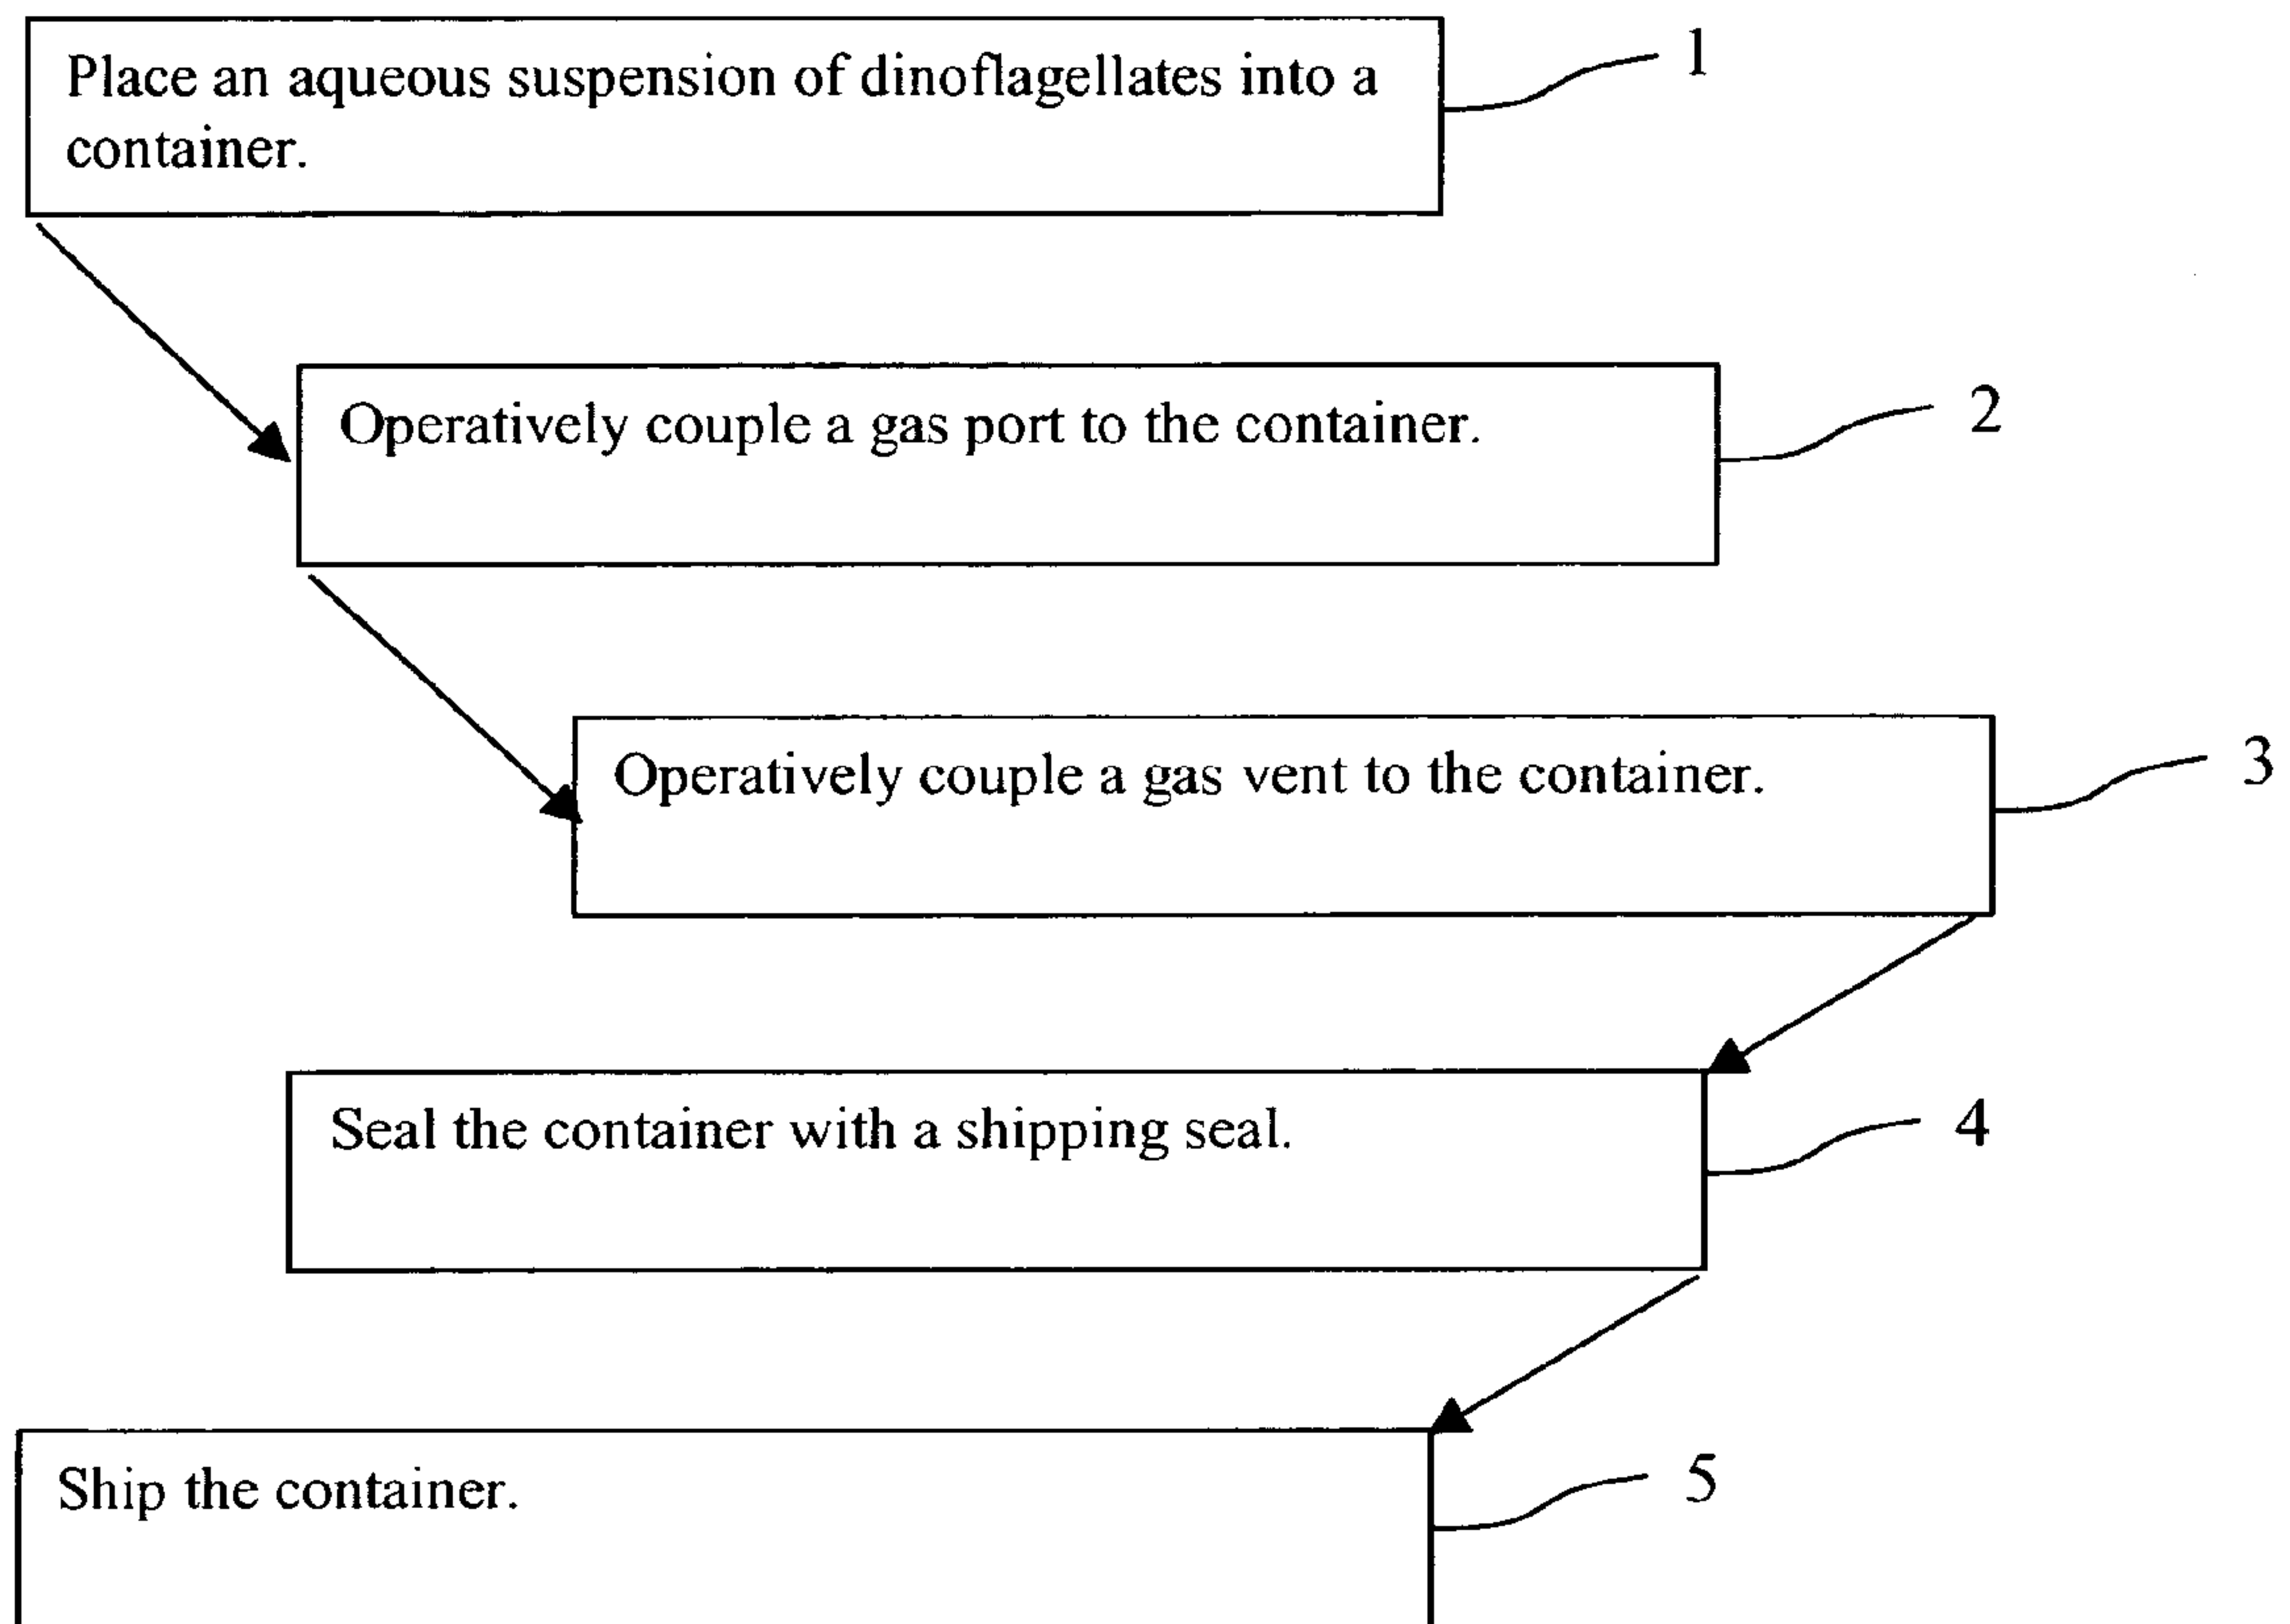 Place an aqueous suspension of dinoflagellates into a
container.
1
Operatively couple a gas port to the container.
2
Operatively couple a gas vent to the container.
3
Seal the container with a shipping seal.
4
Ship the container.
5